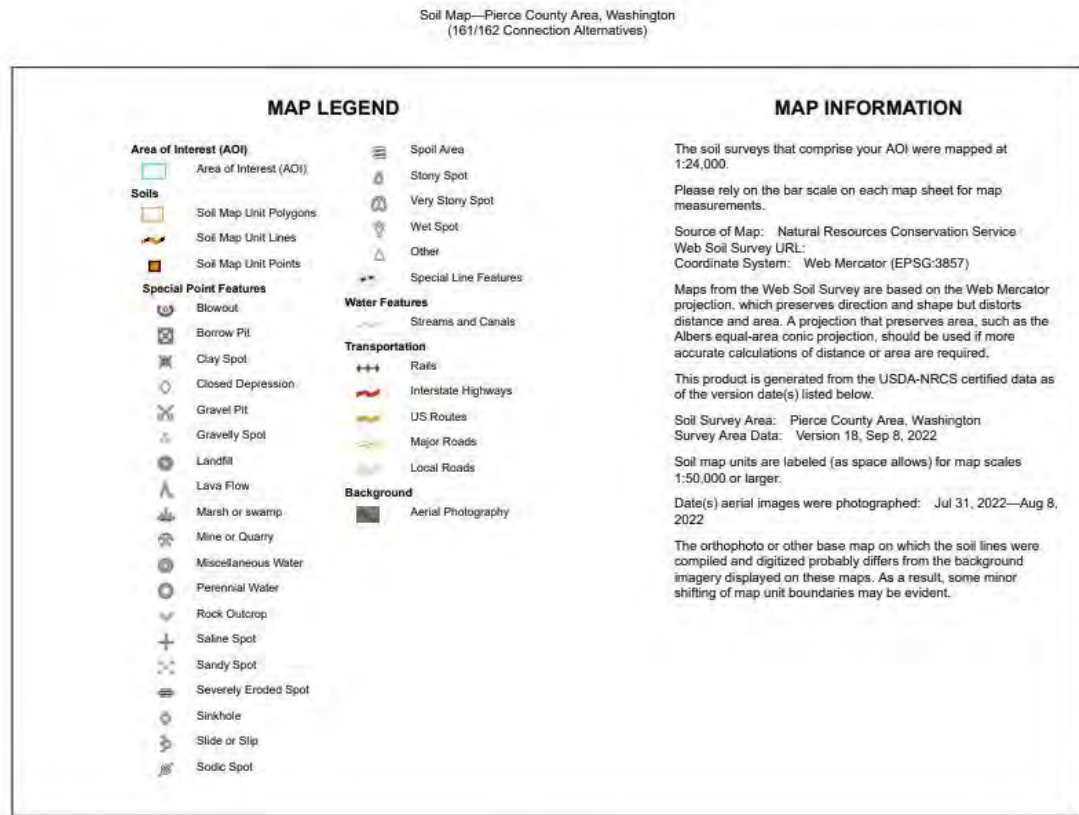 Soil Map—Pierce County Area, Washington
(161/162 Connection Alternatives)
MAP LEGEND
Area of Interest (AOI)
Area of Interest (AOI)
Soils
Soil Map Unit Polygons
Soil Map Unit Lines
Soil Map Unit Points
Special Point Features
Blowout
Borrow Pit
Clay Spot
Closed Depression
Gravel Pit
Gravelly Spot
Landfill
Lava Flow
Marsh or swamp
Mine or Quarry
Miscellaneous Water
Perennial Water
Rock Outcrop
Saline Spot
Sandy Spot
Severely Eroded Spot
Sinkhole
Slide or Slip
Sodic Spot
Spoil Area
Stony Spot
Very Stony Spot
Wet Spot
Other
Special Line Features
Water Features
Streams and Canals
Transportation
Rails
Interstate Highways
US Routes
Major Roads
Local Roads
Background
Aerial Photography
MAP INFORMATION
The soil surveys that comprise your AOI were mapped at
1:24,000.
Please rely on the bar scale on each map sheet for map
measurements.
Source of Map: Natural Resources Conservation Service
Web Soil Survey URL:
Coordinate System: Web Mercator (EPSG:3857)
Maps from the Web Soil Survey are based on the Web Mercator
projection, which preserves direction and shape but distorts
distance and area. A projection that preserves area, such as the
Albers equal-area conic projection, should be used if more
accurate calculations of distance or area are required.
This product is generated from the USDA-NRCS certified data as
of the version date(s) listed below.
Soil Survey Area: Pierce County Area, Washington
Survey Area Data: Version 18, Sep 8, 2022
Soil map units are labeled (as space allows) for map scales
1:50,000 or larger.
Date(s) aerial images were photographed: Jul 31, 2022—Aug 8,
2022
The orthophoto or other base map on which the soil lines were
compiled and digitized probably differs from the background
imagery displayed on these maps. As a result, some minor
shifting of map unit boundaries may be evident.